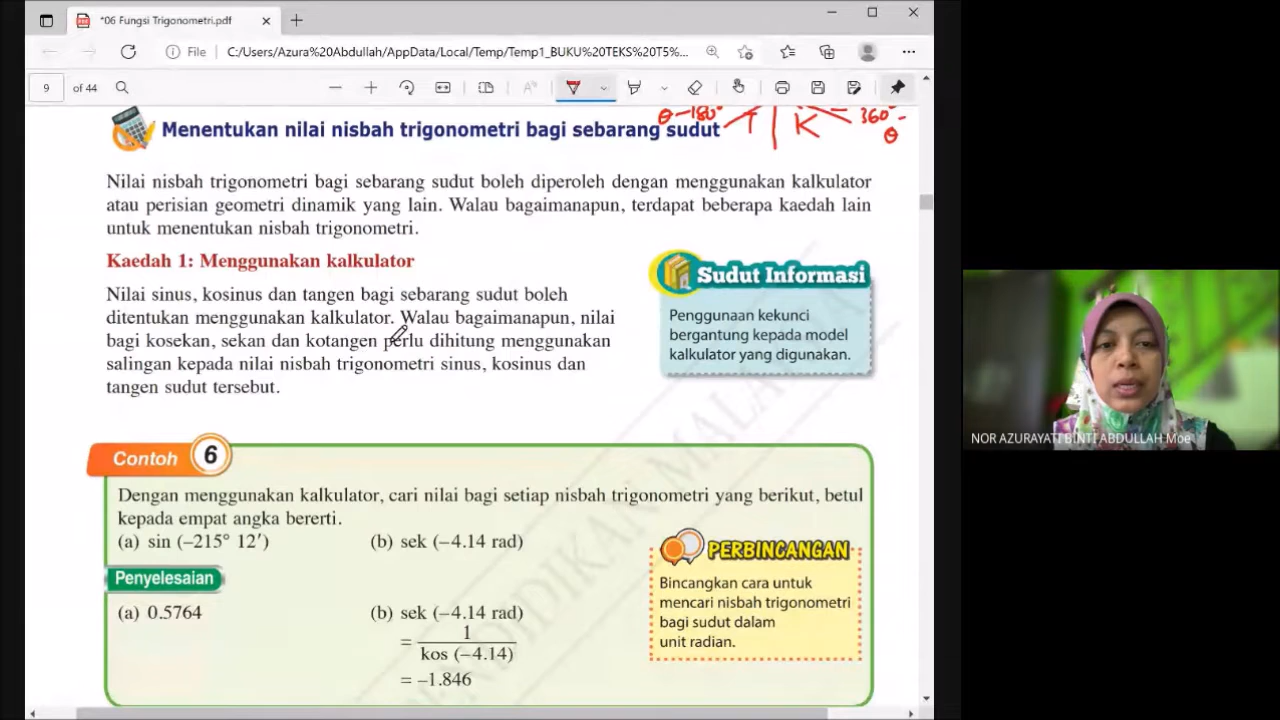 *06 Fungsi Trigonometri.pdf
File
C:/Users/Azura%20Abdullah/AppData/Local/Temp/Temp1_BUKU%20TEKS%20T5%...
9 of 44
θ-180° T K 360°-θ
Menentukan nilai nisbah trigonometri bagi sebarang sudut
Nilai nisbah trigonometri bagi sebarang sudut boleh diperoleh dengan menggunakan kalkulator
atau perisian geometri dinamik yang lain. Walau bagaimanapun, terdapat beberapa kaedah lain
untuk menentukan nisbah trigonometri.
Kaedah 1: Menggunakan kalkulator
Nilai sinus, kosinus dan tangen bagi sebarang sudut boleh
ditentukan menggunakan kalkulator. Walau bagaimanapun, nilai
bagi kosekan, sekan dan kotangen perlu dihitung menggunakan
salingan kepada nilai nisbah trigonometri sinus, kosinus dan
tangen sudut tersebut.
Sudut Informasi
Penggunaan kekunci
bergantung kepada model
kalkulator yang digunakan.
Contoh 6
Dengan menggunakan kalkulator, cari nilai bagi setiap nisbah trigonometri yang berikut, betul
kepada empat angka bererti.
(a) sin (–215° 12′) (b) sek (–4.14 rad)
Penyelesaian
(a) 0.5764 (b) sek (–4.14 rad)
1
=
kos (–4.14)
= –1.846
PERBINCANGAN
Bincangkan cara untuk
mencari nisbah trigonometri
bagi sudut dalam
unit radian.
NOR AZURAYATI BINTI ABDULLAH Moe